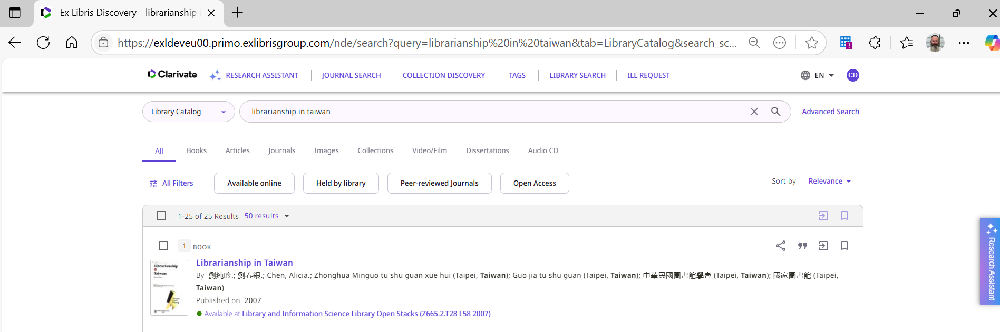 Ex Libris Discovery - librarianship
https://exldeveu00.primo.exlibrisgroup.com/nde/search?query=librarianship%20in%20taiwan&tab=LibraryCatalog&search_sc...
Clarivate
RESEARCH ASSISTANT
JOURNAL SEARCH
COLLECTION DISCOVERY
TAGS
LIBRARY SEARCH
ILL REQUEST
EN
CD
Library Catalog
librarianship in taiwan
Advanced Search
All
Books
Articles
Journals
Images
Collections
Video/Film
Dissertations
Audio CD
All Filters
Available online
Held by library
Peer-reviewed Journals
Open Access
Sort by
Relevance
1-25 of 25 Results
50 results
1
BOOK
Librarianship
Taiwan
Librarianship in Taiwan
By 劉純吟.; 劉春銀.; Chen, Alicia.; Zhonghua Minguo tu shu guan xue hui (Taipei, Taiwan); Guo jia tu shu guan (Taipei, Taiwan); 中華民國圖書館學會 (Taipei, Taiwan); 國家圖書館 (Taipei,
Taiwan)
Published on 2007
Available at Library and Information Science Library Open Stacks (Z665.2.T28 L58 2007)
Research Assistant